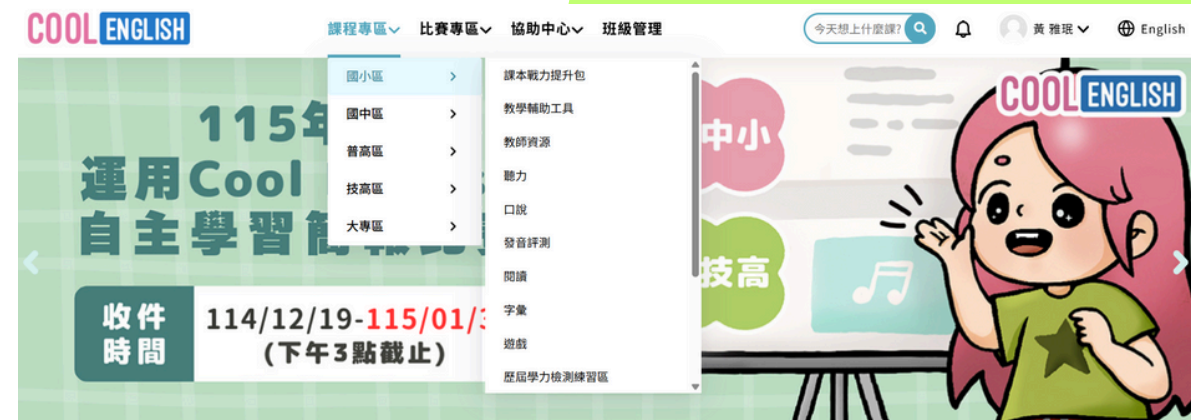 COOL ENGLISH
課程專區 比賽專區 協助中心 班級管理
今天想上什麼課?
黃雅珉
English
國小區
國中區
普高區
技高區
大專區
課本戰力提升包
教學輔助工具
教師資源
聽力
口說
發音評測
閱讀
字彙
遊戲
歷屆學力檢測練習區
115年
運用Cool
自主學習簡報
收件時間
114/12/19-115/01/3
(下午3點截止)
中小
技高
COOL ENGLISH